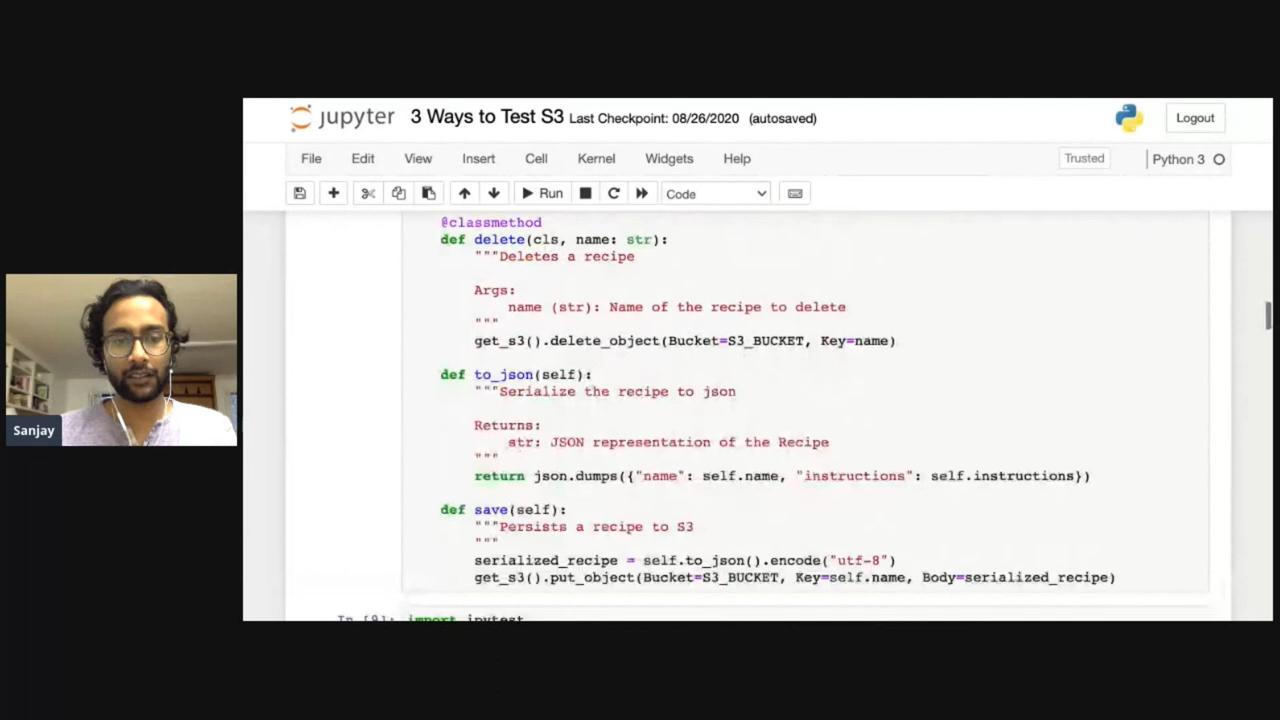 jupyter 3 Ways to Test S3 Last Checkpoint: 08/26/2020 (autosaved)
Logout
File Edit View Insert Cell Kernel Widgets Help
Trusted Python 3
Run Code
@classmethod
def delete(cls, name: str):
"""Deletes a recipe
Args:
name (str): Name of the recipe to delete
"""
get_s3().delete_object(Bucket=S3_BUCKET, Key=name)
def to_json(self):
"""Serialize the recipe to json
Returns:
str: JSON representation of the Recipe
"""
return json.dumps({"name": self.name, "instructions": self.instructions})
def save(self):
"""Persists a recipe to S3
"""
serialized_recipe = self.to_json().encode("utf-8")
get_s3().put_object(Bucket=S3_BUCKET, Key=self.name, Body=serialized_recipe)
In [9]: import ipytest
Sanjay